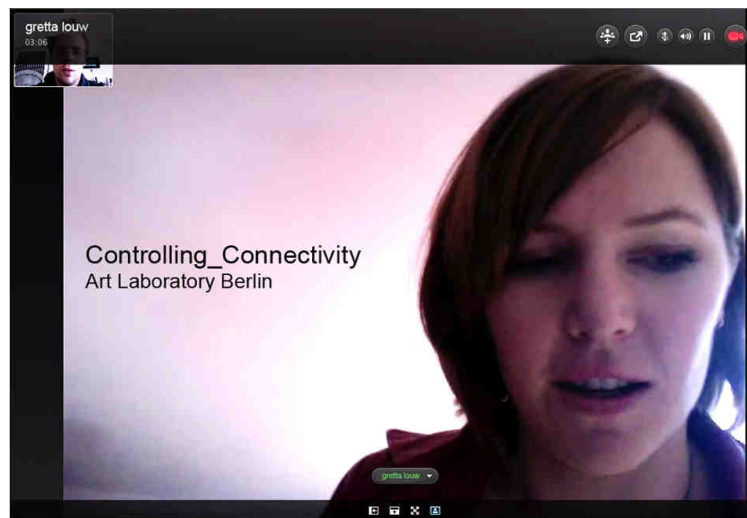 gretta louw
03:06
Controlling_Connectivity
Art Laboratory Berlin
gretta louw